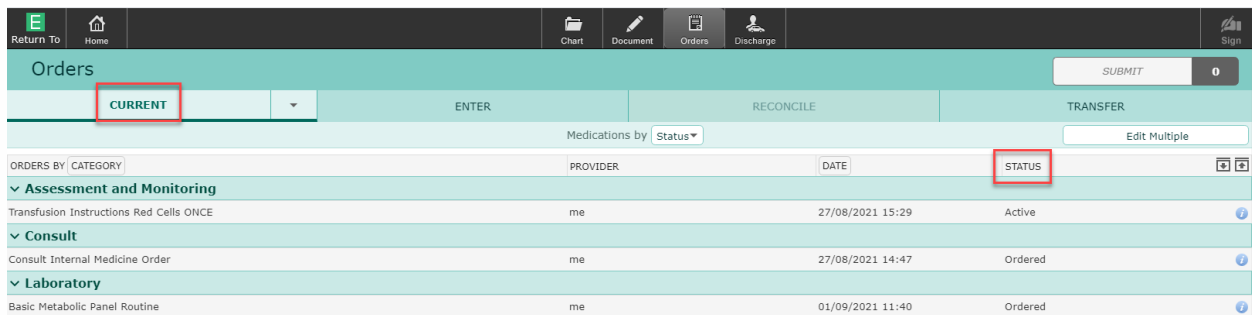 E
Return To Home Chart Document Orders Discharge Sign
Orders SUBMIT 0
CURRENT ENTER RECONCILE TRANSFER
Medications by Status Edit Multiple
ORDERS BY CATEGORY PROVIDER DATE STATUS
Assessment and Monitoring
Transfusion Instructions Red Cells ONCE me 27/08/2021 15:29 Active i
Consult
Consult Internal Medicine Order me 27/08/2021 14:47 Ordered i
Laboratory
Basic Metabolic Panel Routine me 01/09/2021 11:40 Ordered i